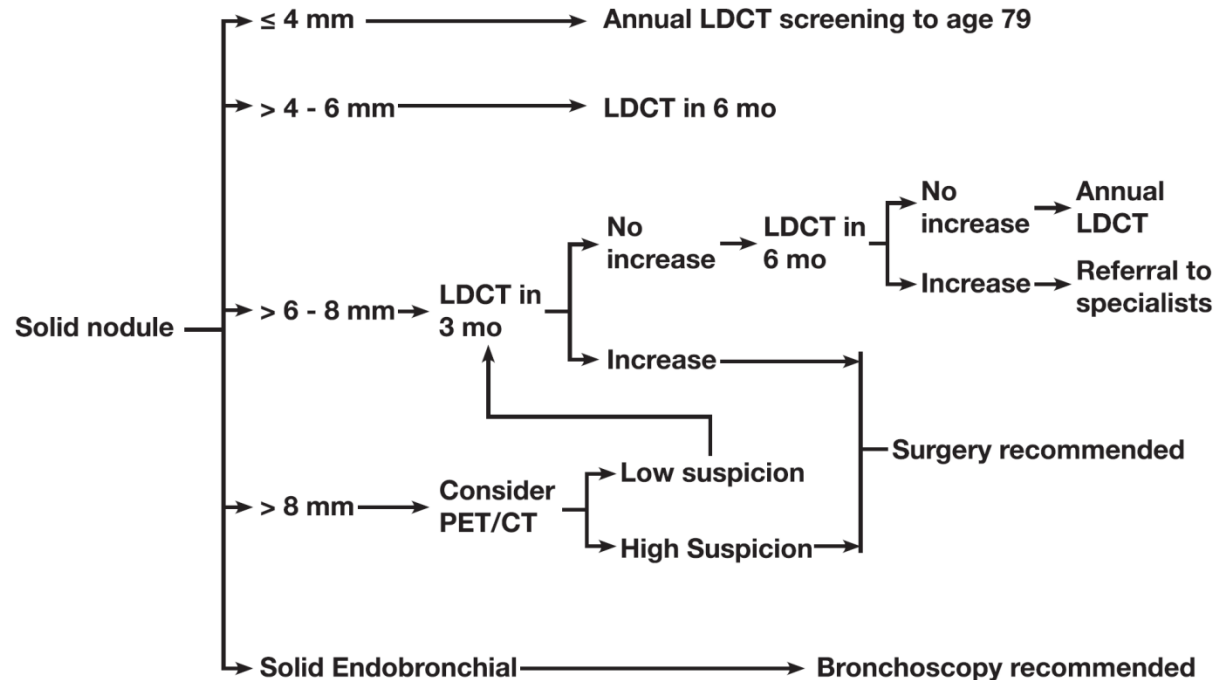 ≤ 4 mm
Annual LDCT screening to age 79
> 4 - 6 mm
LDCT in 6 mo
No
increase
Annual
LDCT
No
increase
LDCT in
6 mo
Increase
Referral to
specialists
Solid nodule
> 6 - 8 mm
LDCT in
3 mo
Increase
Surgery recommended
> 8 mm
Consider
PET/CT
Low suspicion
High Suspicion
Solid Endobronchial
Bronchoscopy recommended